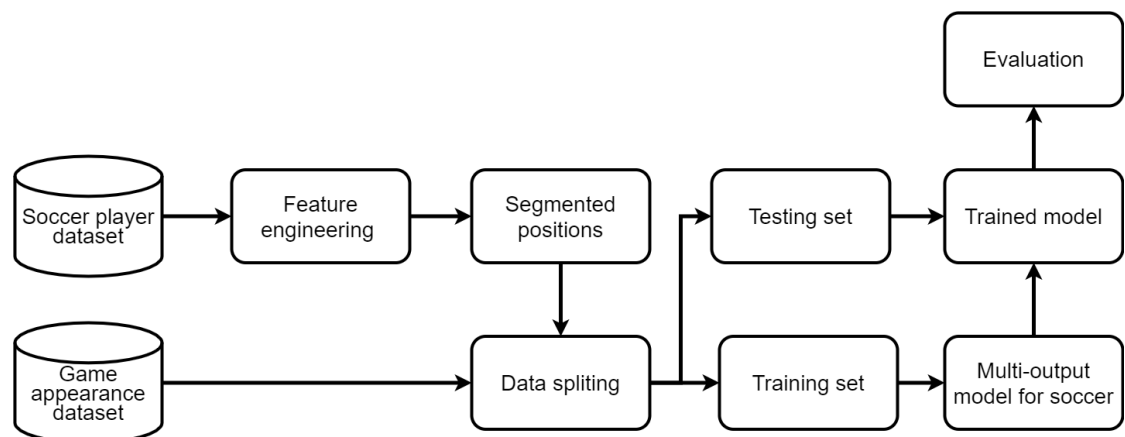 Evaluation
Soccer player
dataset
Feature
engineering
Segmented
positions
Testing set
Trained model
Game
appearance
dataset
Data spliting
Training set
Multi-output
model for soccer